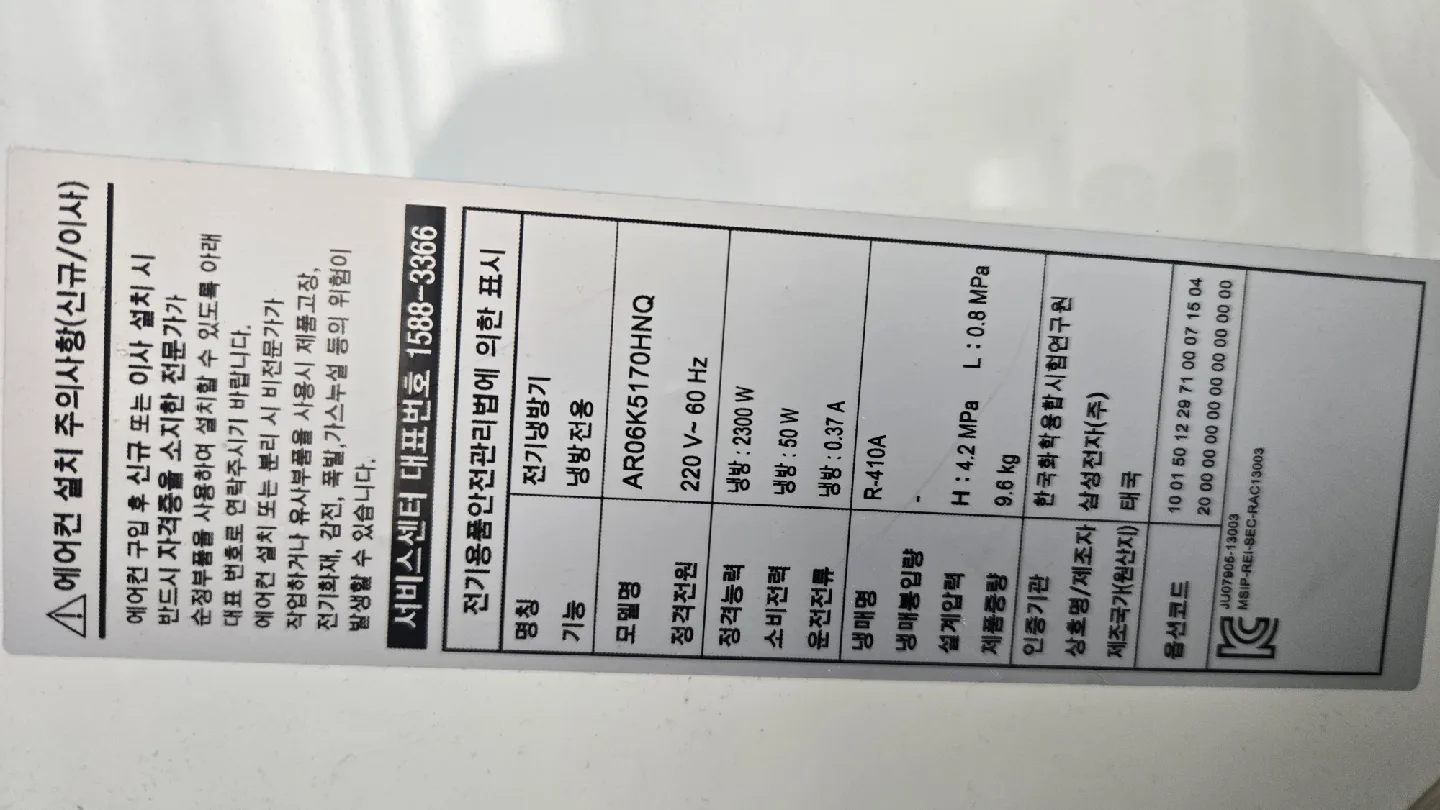 ⚠에어컨 설치 주의사항(신규/이사)
에어컨 구입 후 신규 또는 이사 설치 시
반드시 자격증을 소지한 전문가가
순정부품을 사용하여 설치할 수 있도록 아래
대표 번호로 연락주시기 바랍니다.
에어컨 설치 또는 분리 시 비전문가가
작업하거나 유사부품을 사용시 제품고장,
전기화재, 감전, 폭발,가스누설 등의 위험이
발생할 수 있습니다.
서비스센터 대표번호 1588-3366
전기용품안전관리법에 의한 표시
명칭 전기냉방기
기능 냉방전용
모델명 AR06K5170HNQ
정격전원 220 V~ 60 Hz
정격능력 냉방 : 2300 W
소비전력 냉방 : 50 W
운전전류 냉방 : 0.37 A
냉매명 R-410A
냉매봉입량 -
설계압력 H : 4.2 MPa L : 0.8 MPa
제품중량 9.6 kg
인증기관 한국화학융합시험연구원
상호명/제조자 삼성전자(주)
제조국가(원산지) 태국
옵션코드 10 01 50 12 29 71 00 07 15 04
20 00 00 00 00 00 00 00 00 00
JU07905-13003
MSIP-REI-SEC-RAC13003